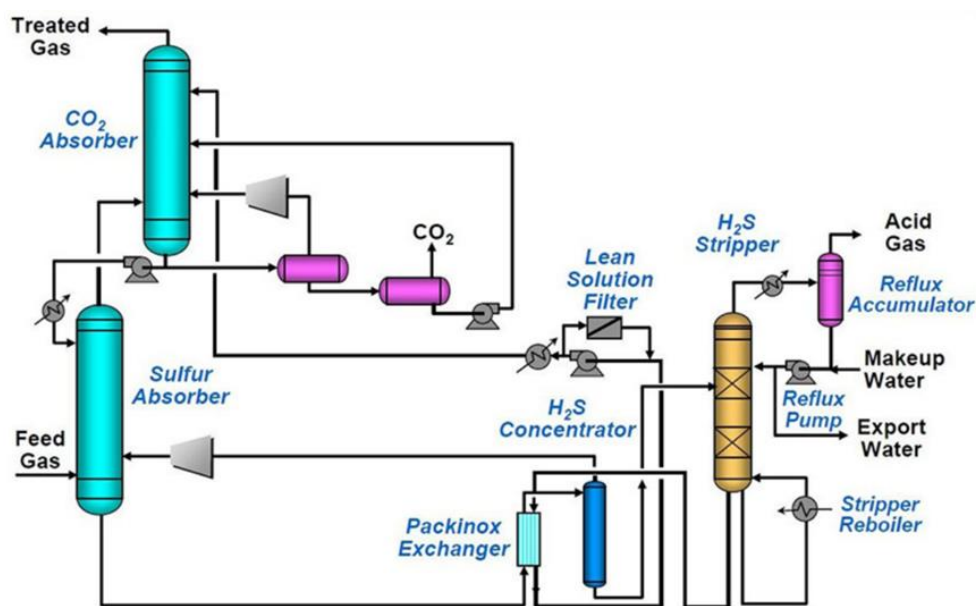 Treated
Gas
CO₂
Absorber
CO₂
Lean
Solution
Filter
H₂S
Stripper
Acid
Gas
Reflux
Accumulator
Sulfur
Absorber
H₂S
Concentrator
Makeup
Water
Reflux
Pump
Export
Water
Feed
Gas
Packinox
Exchanger
Stripper
Reboiler